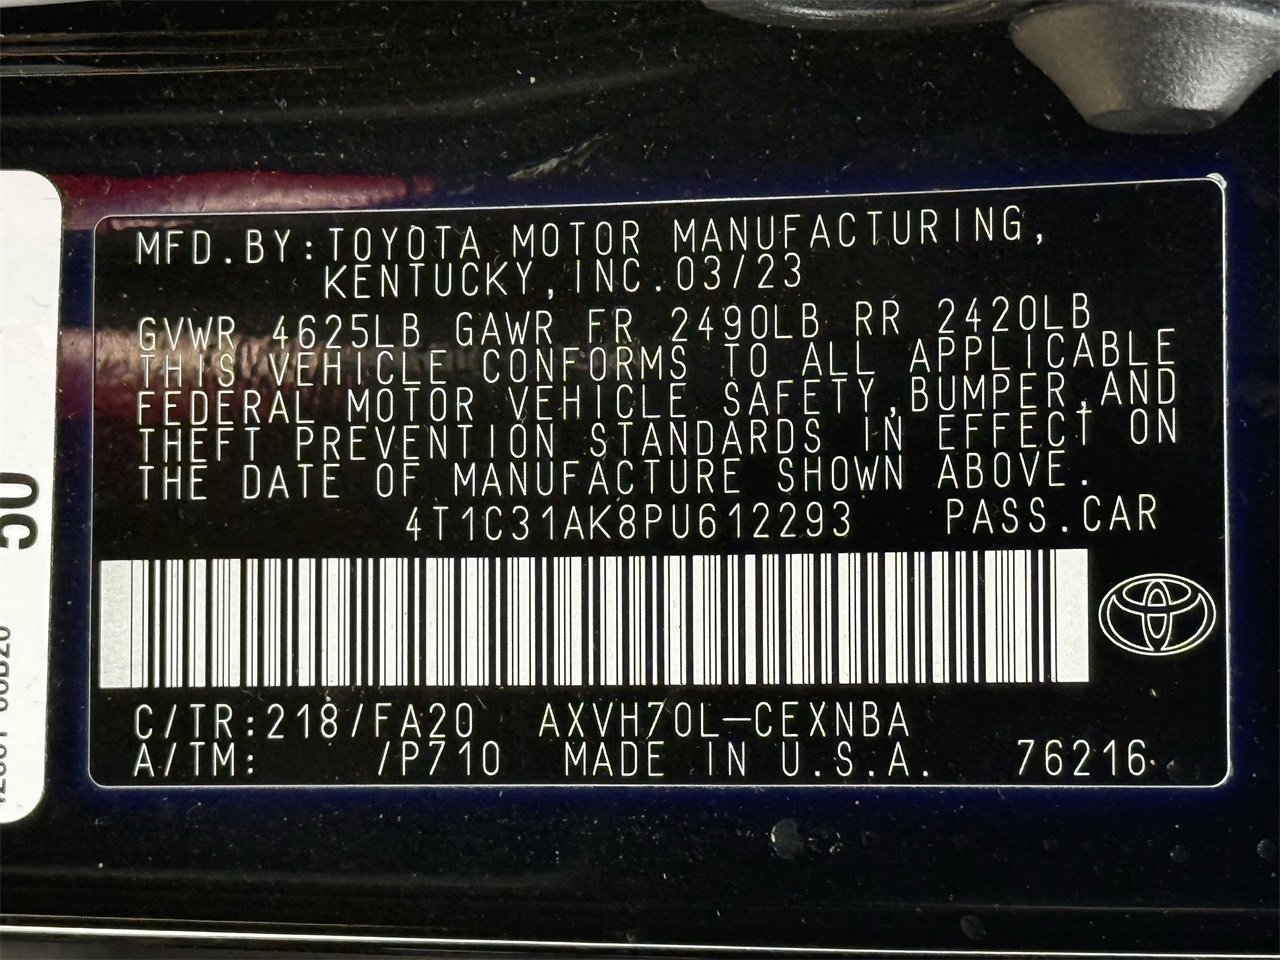 MFD.BY:TOYOTA MOTOR MANUFACTURING,
KENTUCKY,INC.03/23
GVWR 4625LB GAWR FR 2490LB RR 2420LB
THIS VEHICLE CONFORMS TO ALL APPLICABLE
FEDERAL MOTOR VEHICLE SAFETY,BUMPER,AND
THEFT PREVENTION STANDARDS IN EFFECT ON
THE DATE OF MANUFACTURE SHOWN ABOVE.
4T1C31AK8PU612293 PASS.CAR
C/TR:218/FA20 AXVH70L-CEXNBA
A/TM: /P710 MADE IN U.S.A. 76216
50